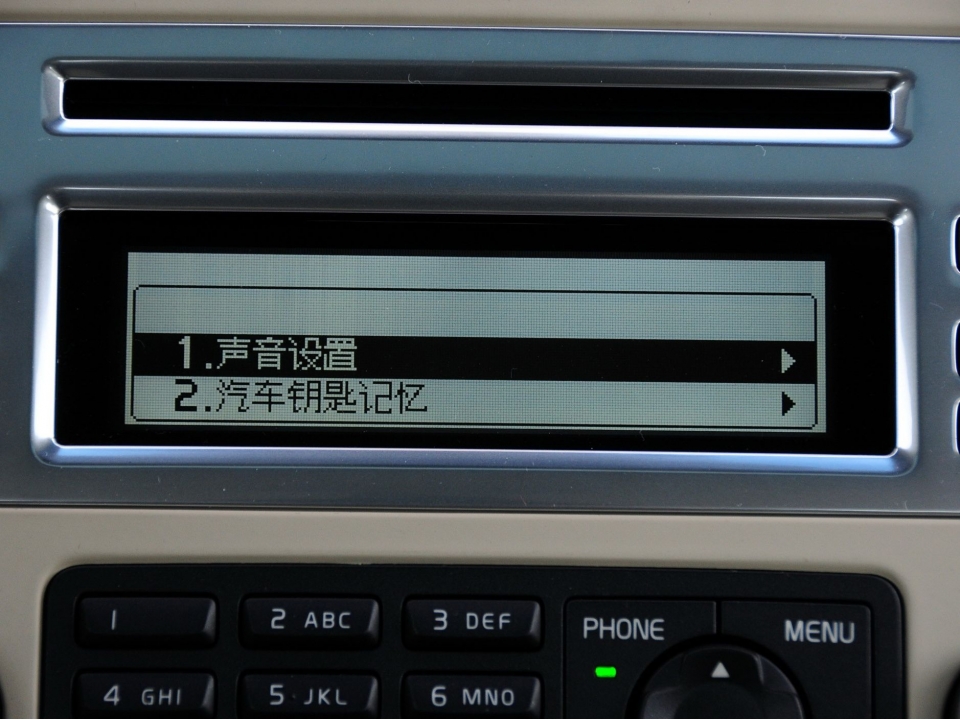 1.声音设置
2.汽车钥匙记忆
1
2 ABC
3 DEF
PHONE
MENU
4 GHI
5 JKL
6 MNO